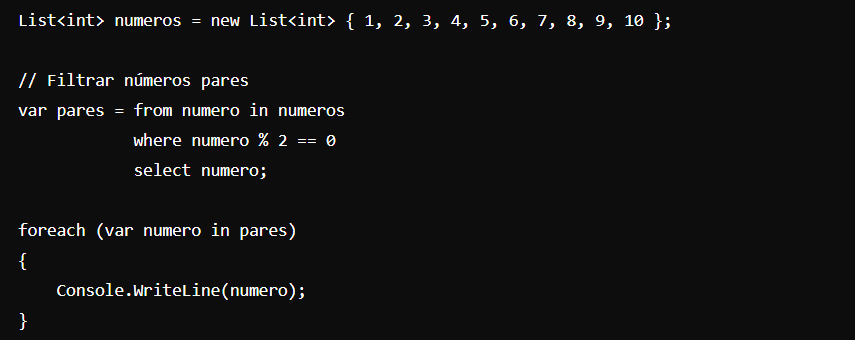 List<int> numeros = new List<int> { 1, 2, 3, 4, 5, 6, 7, 8, 9, 10 };
// Filtrar números pares
var pares = from numero in numeros
            where numero % 2 == 0
            select numero;
foreach (var numero in pares)
{
    Console.WriteLine(numero);
}